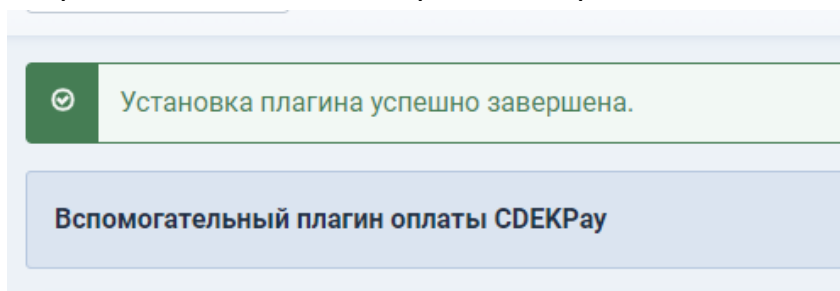 Установка плагина успешно завершена.
Вспомогательный плагин оплаты CDEKPay